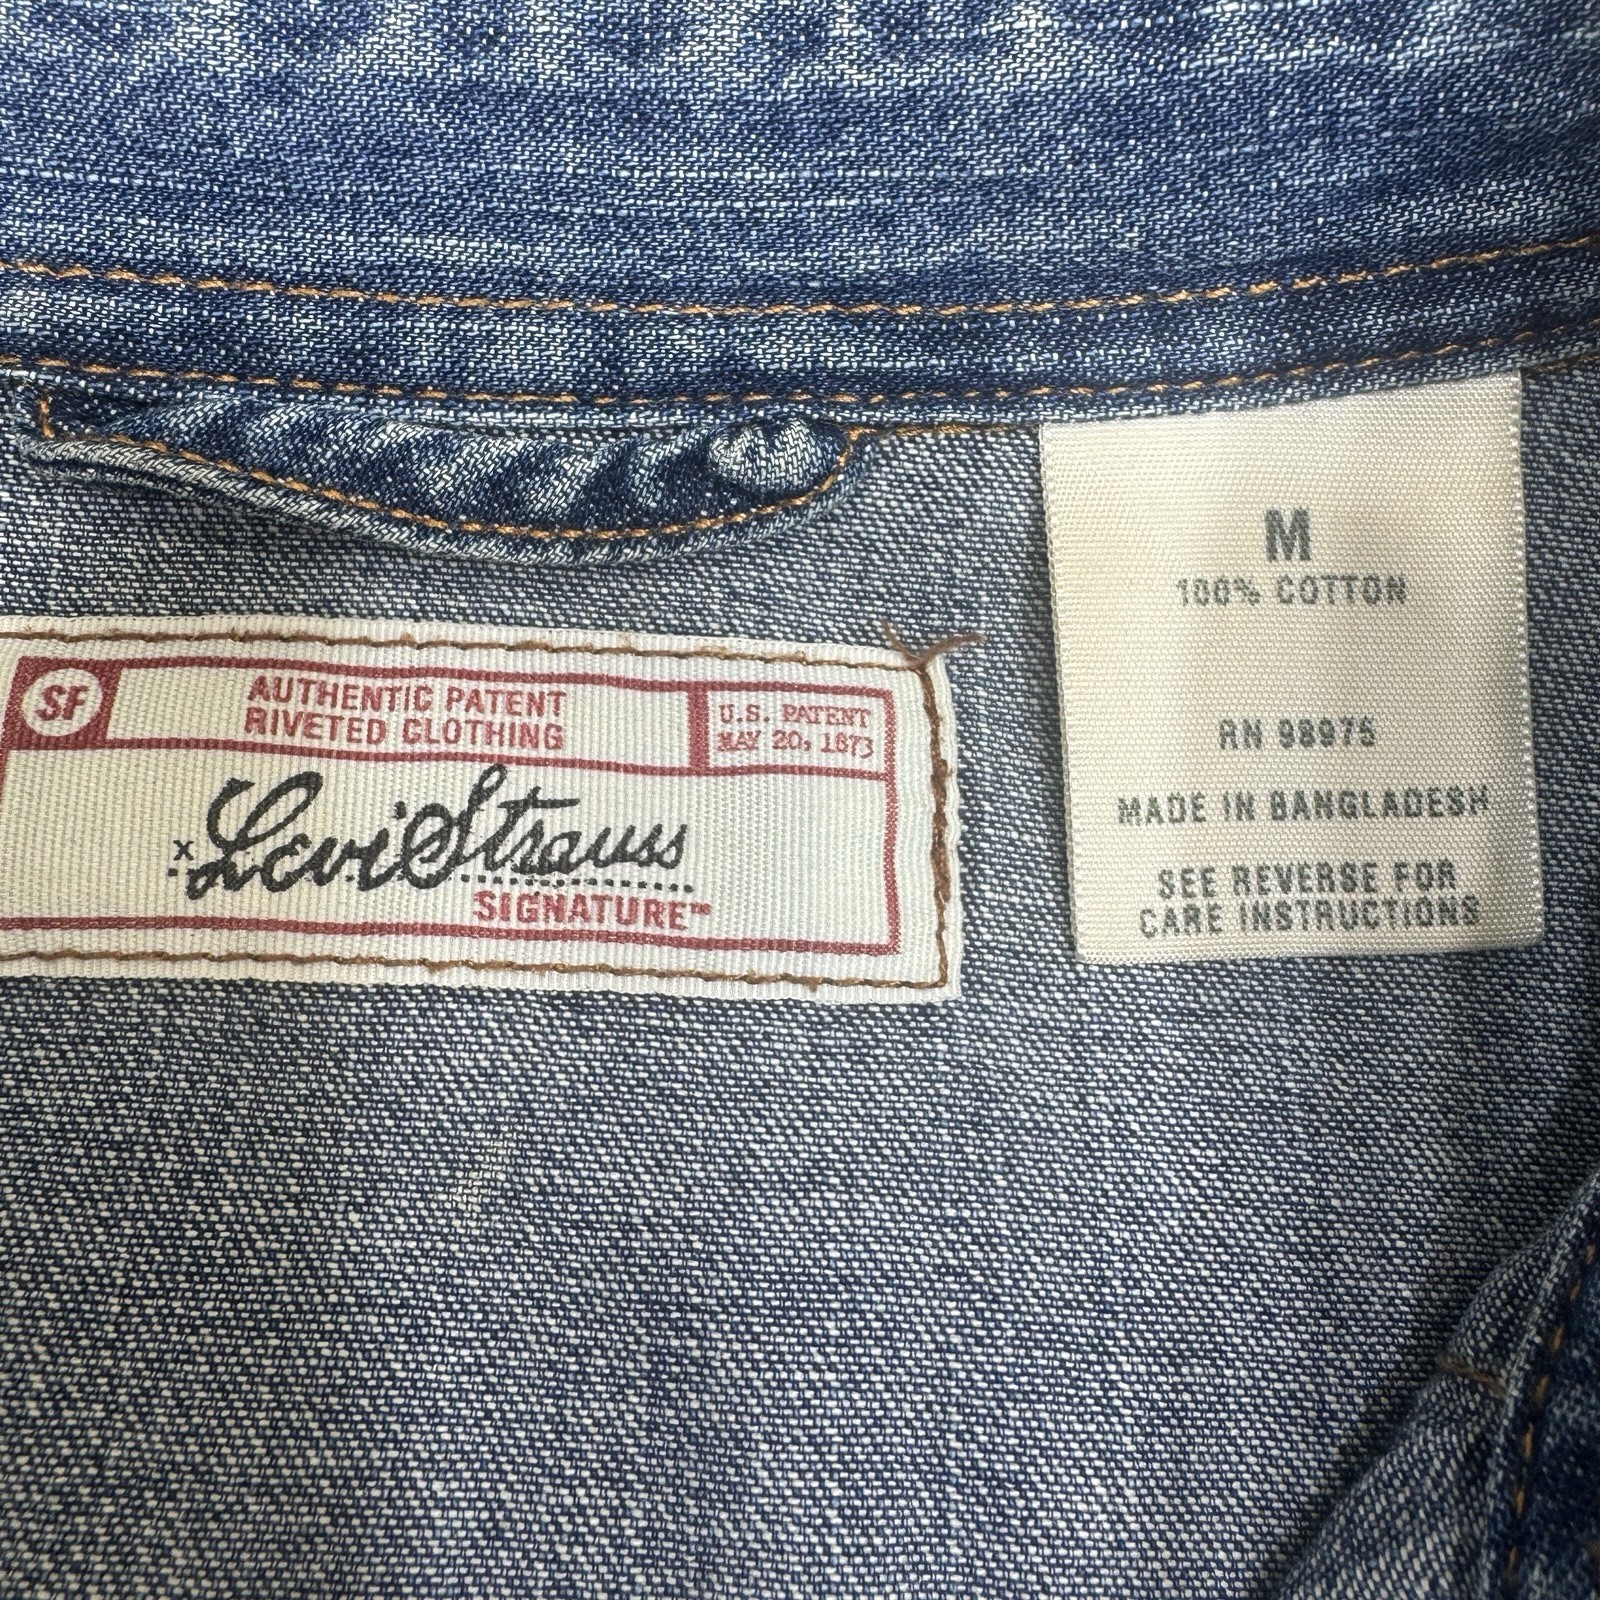 SF
AUTHENTIC PATENT
RIVETED CLOTHING
U.S. PATENT
MAY 20, 1873
x Levi Strauss
SIGNATURE™
M
100% COTTON
RN 98975
MADE IN BANGLADESH
SEE REVERSE FOR
CARE INSTRUCTIONS